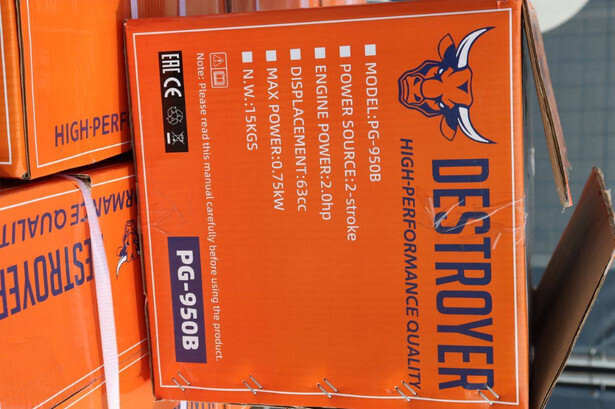 DESTROYER
HIGH-PERFORMANCE QUALITY
MODEL:PG-950B
POWER SOURCE:2-stroke
ENGINE POWER:2.0hp
DISPLACEMENT:63cc
MAX POWER:0.75kW
N.W.:15KGS
Note: Please read this manual carefully before using the product.
EAC CE
PG-950B
HIGH-PERF
RMANCE QUALIT
DESTROYER